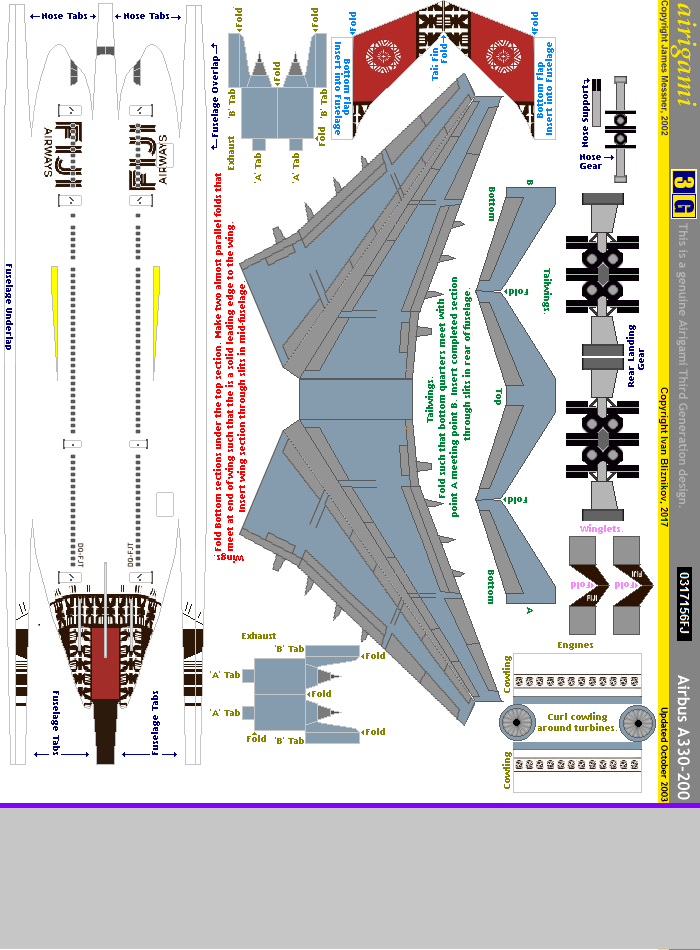 airigami
Copyright James Messner, 2002
3G
This is a genuine Airigami Third Generation design.
Copyright Ivan Bliznikov, 2017
0317156FJ
Airbus A330-200
Updated October 2003
Nose Tabs
Nose Tabs
FIJI
AIRWAYS
FIJI
AIRWAYS
Fuselage Underlap
Fuselage Overlap
DQ-FJT
DQ-FJT
Fuselage Tabs
Fuselage Tabs
Fold
Fold
Fold
Fold
'B' Tab
'B' Tab
Exhaust
'A' Tab
'A' Tab
Bottom Flap
Insert into Fuselage
Fold
Tail Fin
Fold
Fold
Bottom Flap
Insert into Fuselage
Nose Support
Nose
Gear
Rear Landing
Gear
Wings.
Fold Bottom sections under the top section. Make two almost parallel folds that
meet at end of wing such that the is a solid leading edge to the wing.
Insert wing section through slits in mid-fuselage.
Tailwings.
Fold such that bottom quarters meet with
point A meeting point B. Insert completed section
through slits in rear of fuselage.
B
Bottom
Fold
Tailwings.
Top
Fold
Bottom
A
Winglets.
Fold
Fold
FIJI
FIJI
Exhaust
'B' Tab
Fold
'A' Tab
Fold
'A' Tab
Fold
Fold
'B' Tab
Engines
Cowling
Curl cowling
around turbines.
Cowling